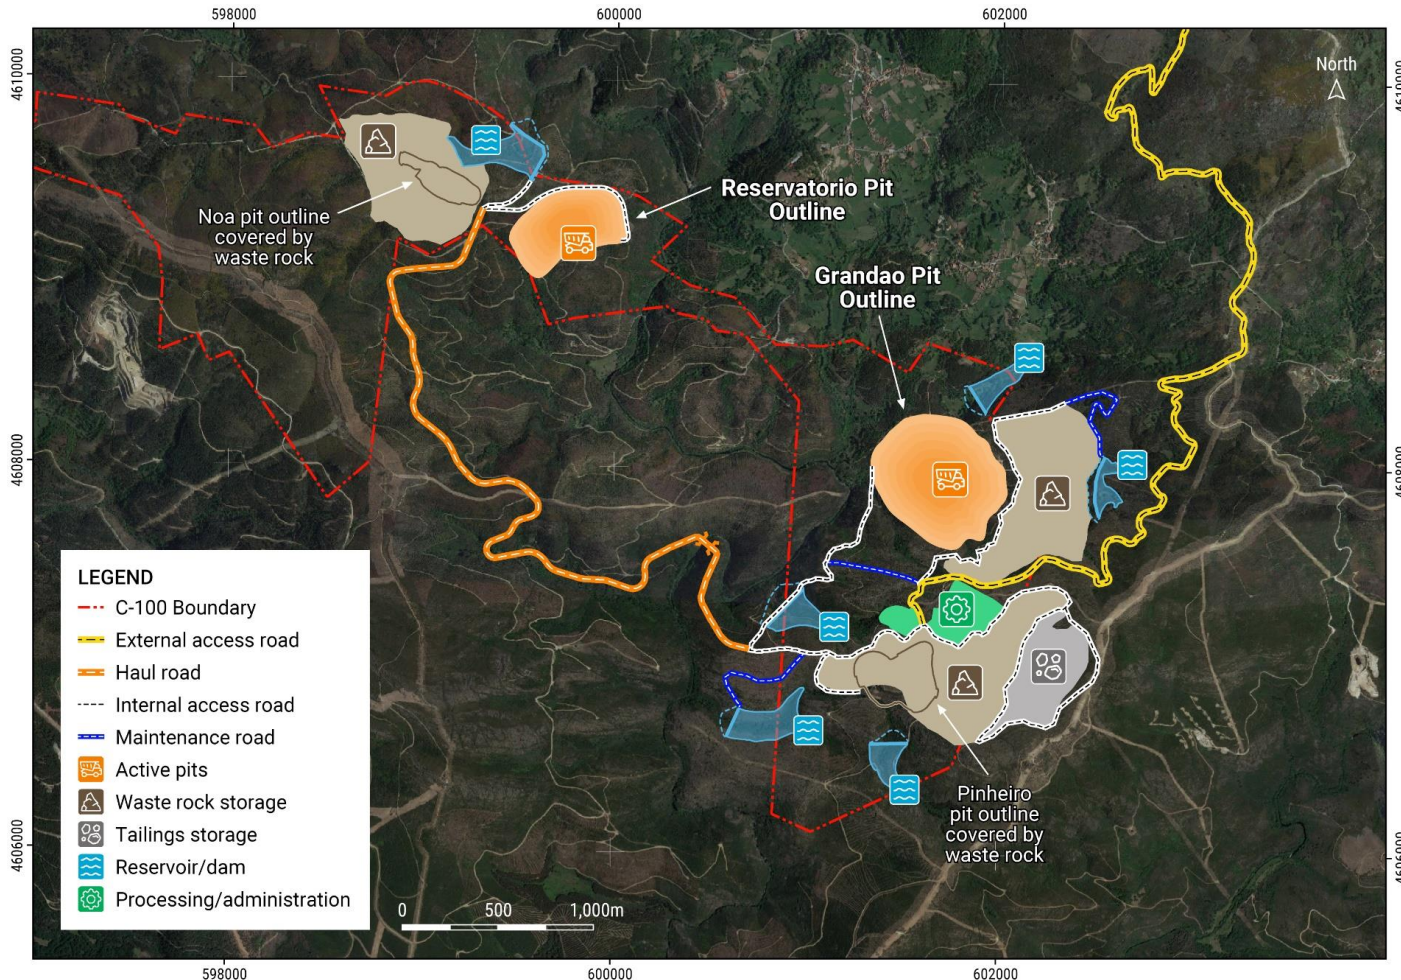 598000
600000
602000
4610000
4610000
North
Reservatorio Pit
Outline
Noa pit outline
covered by
waste rock
Grandao Pit
Outline
4608000
4608000
LEGEND
C-100 Boundary
External access road
Haul road
Internal access road
Maintenance road
Active pits
Waste rock storage
Tailings storage
Reservoir/dam
Processing/administration
Pinheiro
pit outline
covered by
waste rock
4606000
4606000
0 500 1,000m
598000
600000
602000